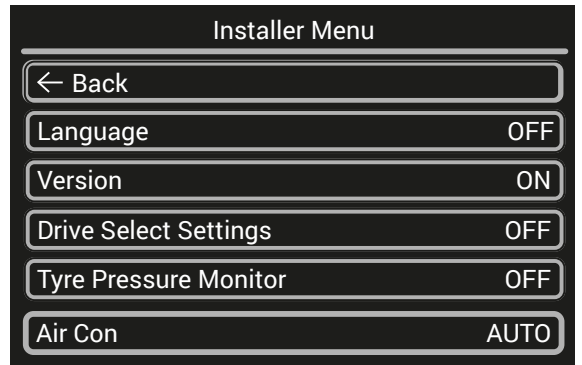 Installer Menu
← Back
Language OFF
Version ON
Drive Select Settings OFF
Tyre Pressure Monitor OFF
Air Con AUTO